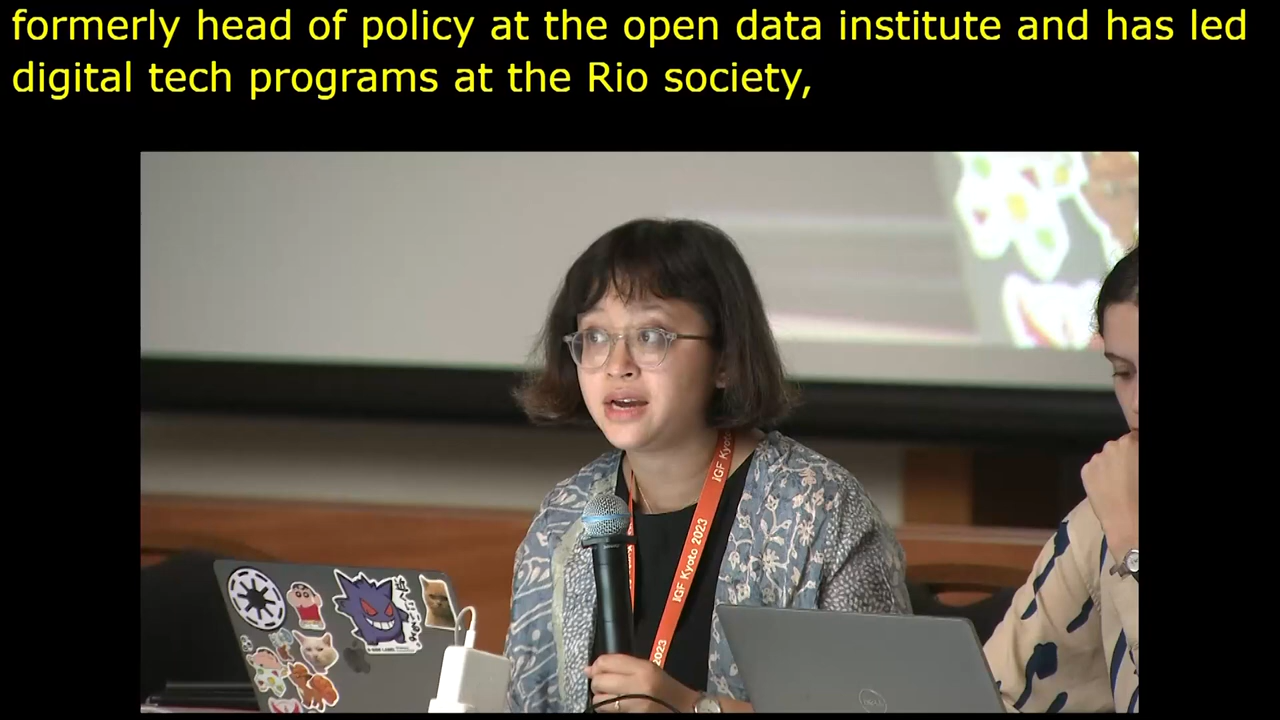 formerly head of policy at the open data institute and has led
digital tech programs at the Rio society,
IGF Kyoto
IGF Kyoto 2023
2023
DELL